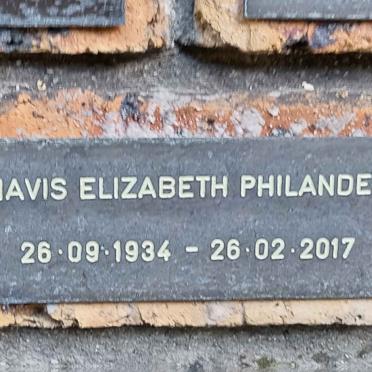 MAVIS ELIZABETH PHILANDE
26·09·1934 - 26·02·2017